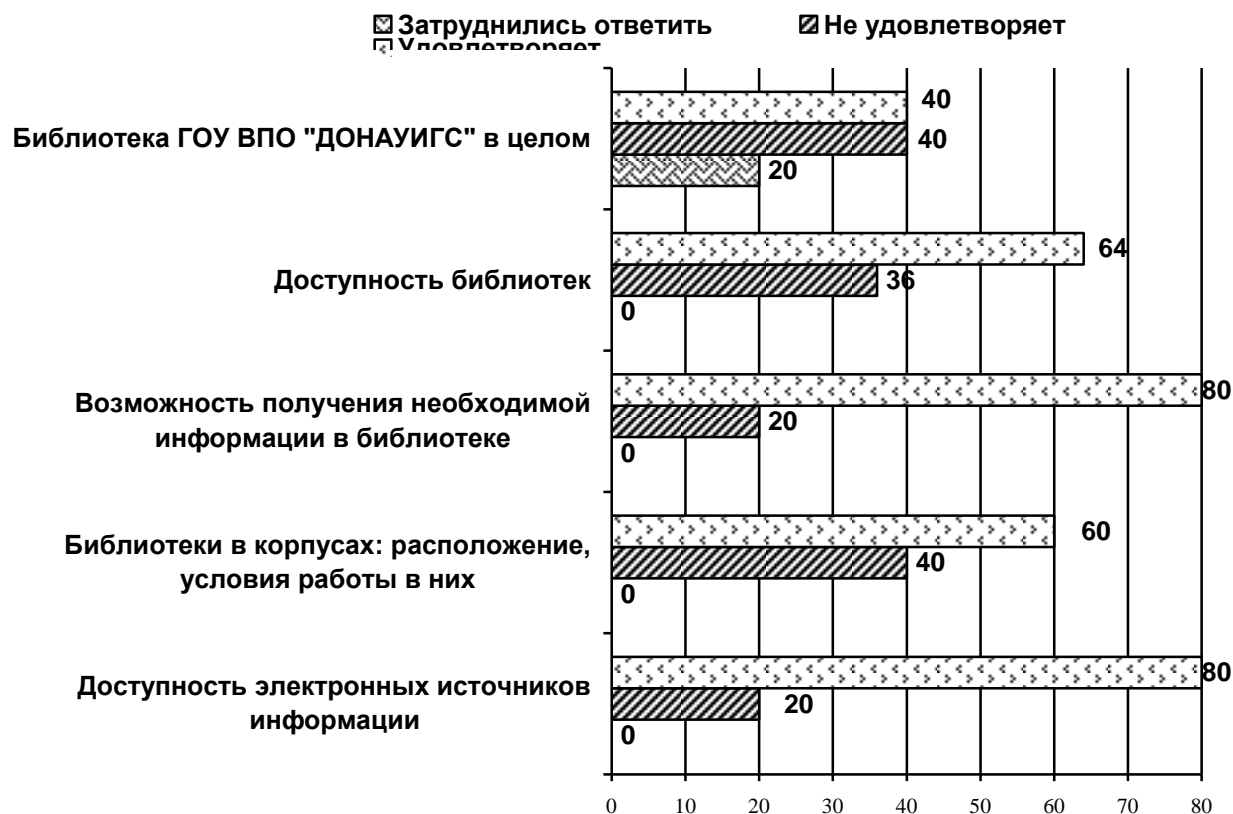 Затруднились ответить
Не удовлетворяет
Удовлетворяет
Библиотека ГОУ ВПО "ДОНАУИГС" в целом
40
40
20
Доступность библиотек
64
36
0
Возможность получения необходимой
информации в библиотеке
80
20
0
Библиотеки в корпусах: расположение,
условия работы в них
60
40
0
Доступность электронных источников
информации
80
20
0
0 10 20 30 40 50 60 70 80